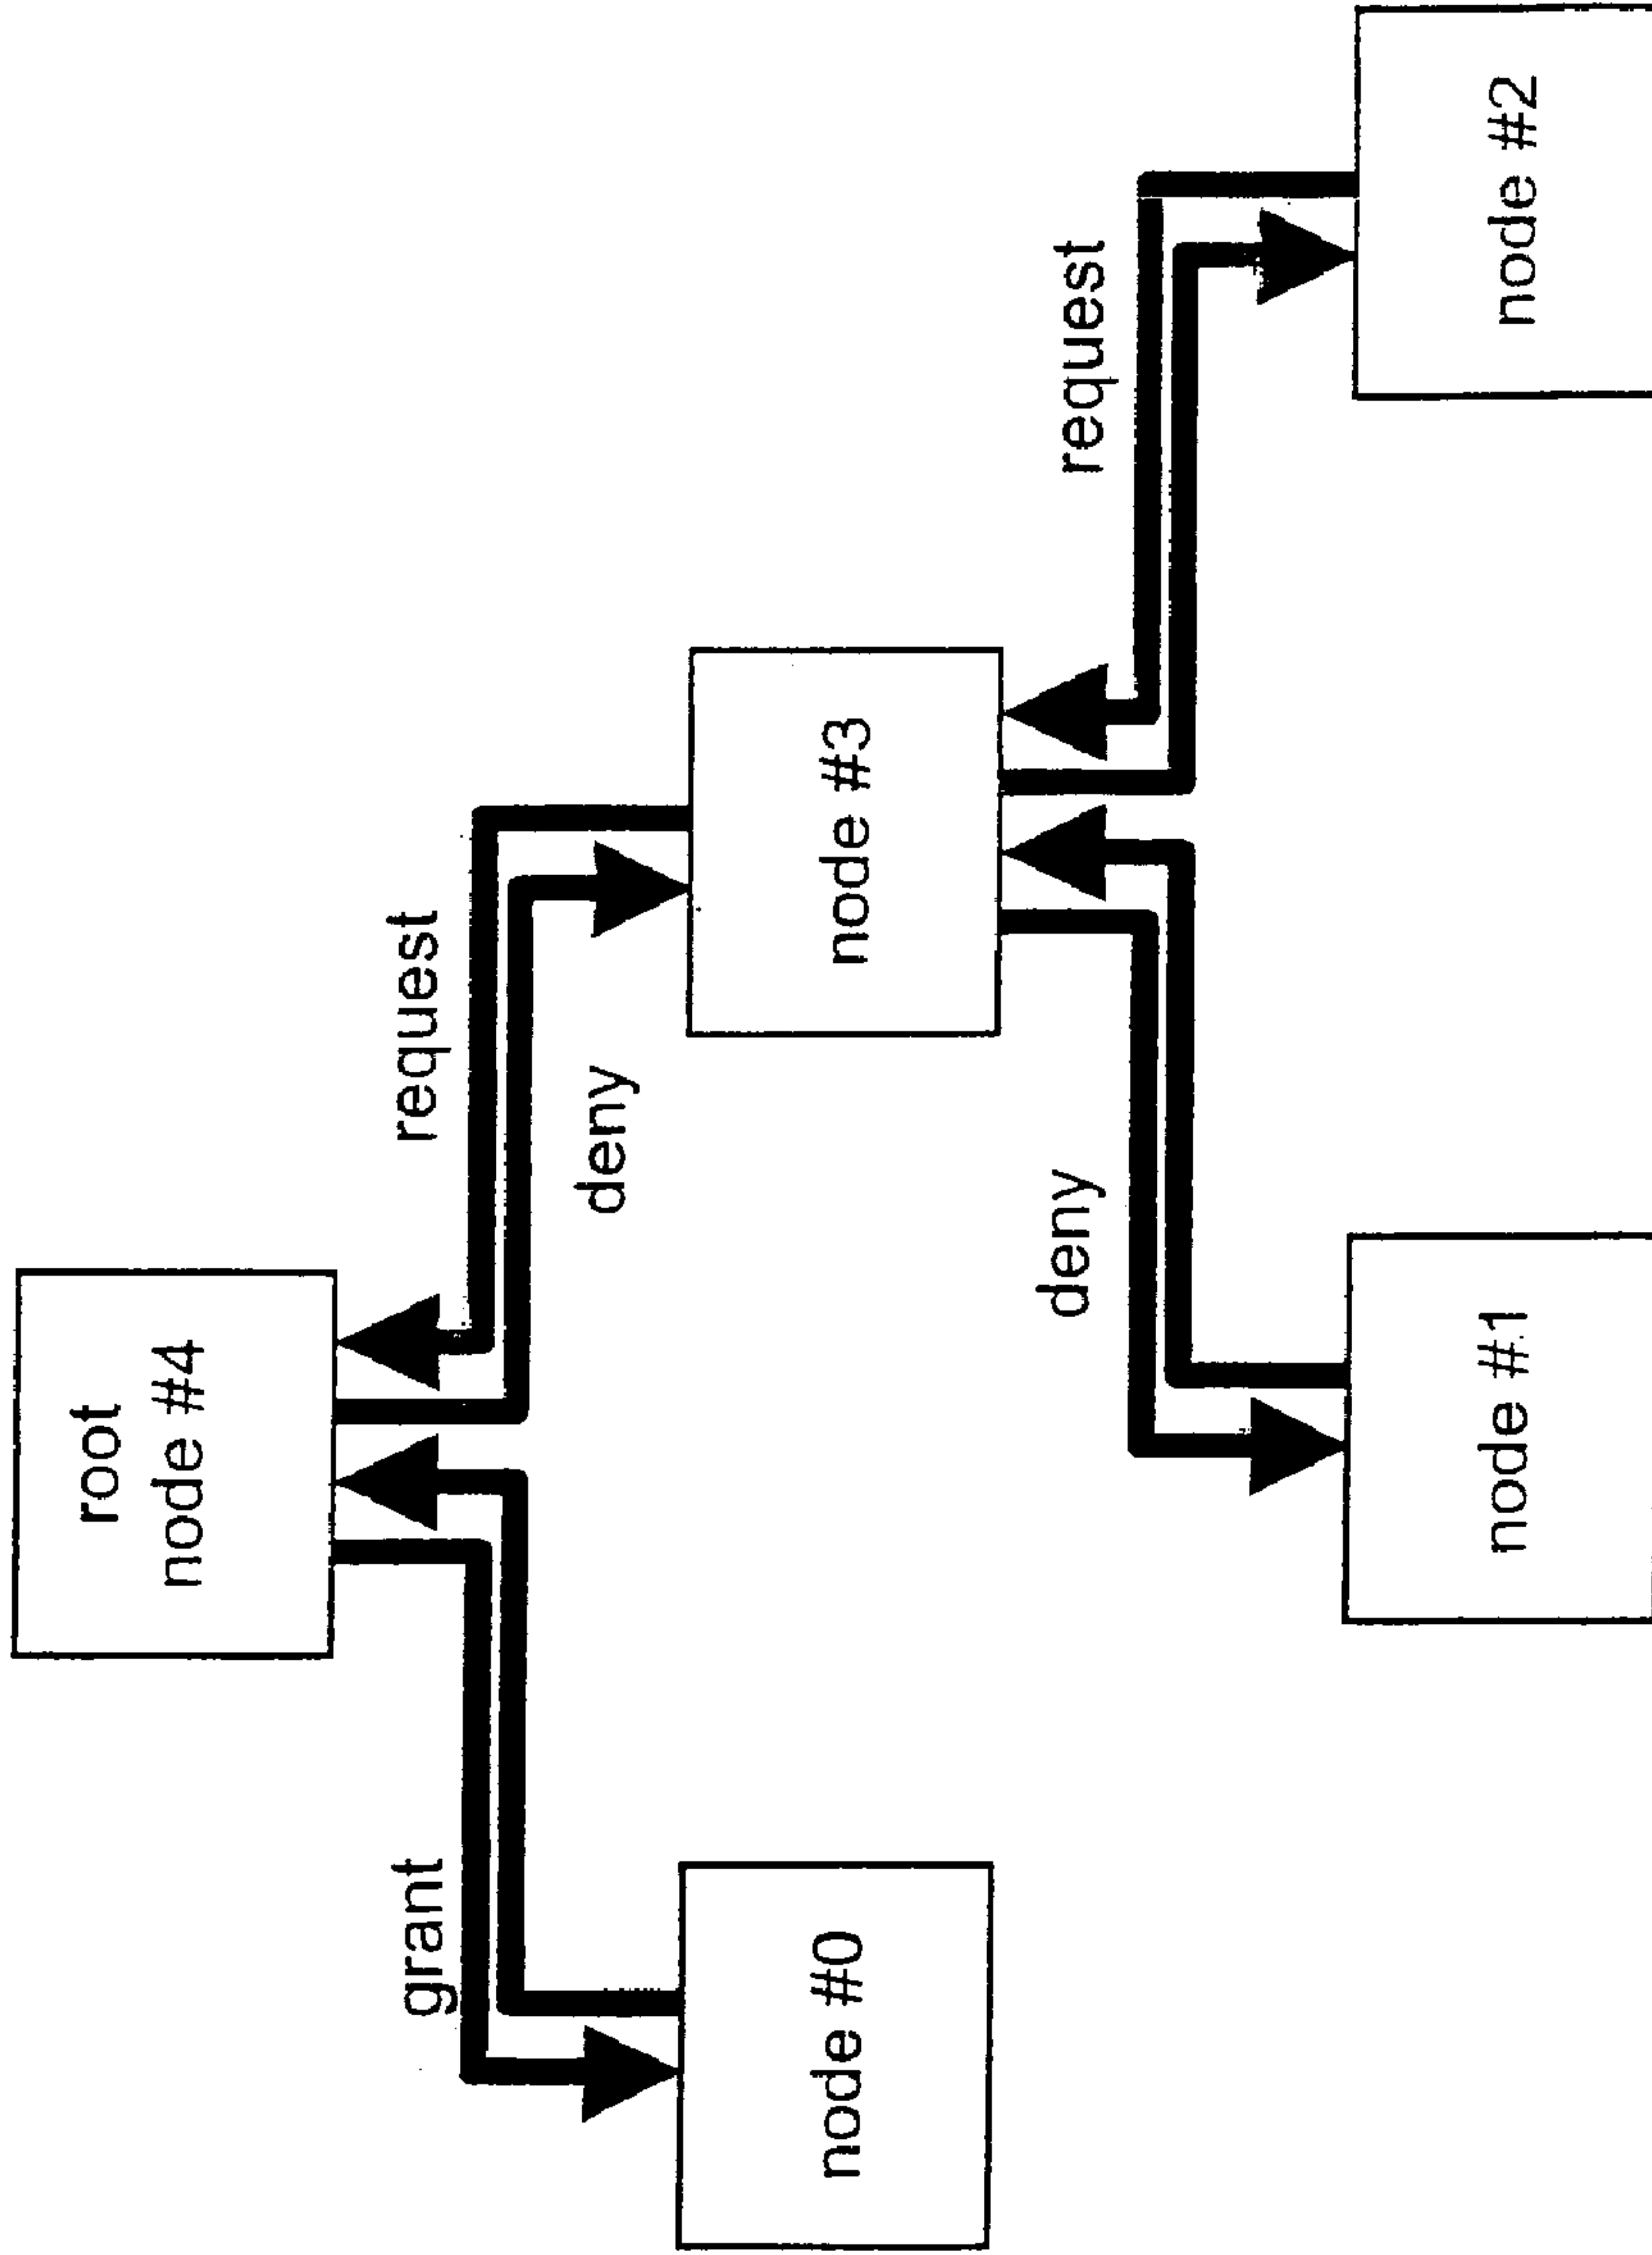 root
node #4
grant
request
deny
node #0
node #3
deny
request
node #1
node #2